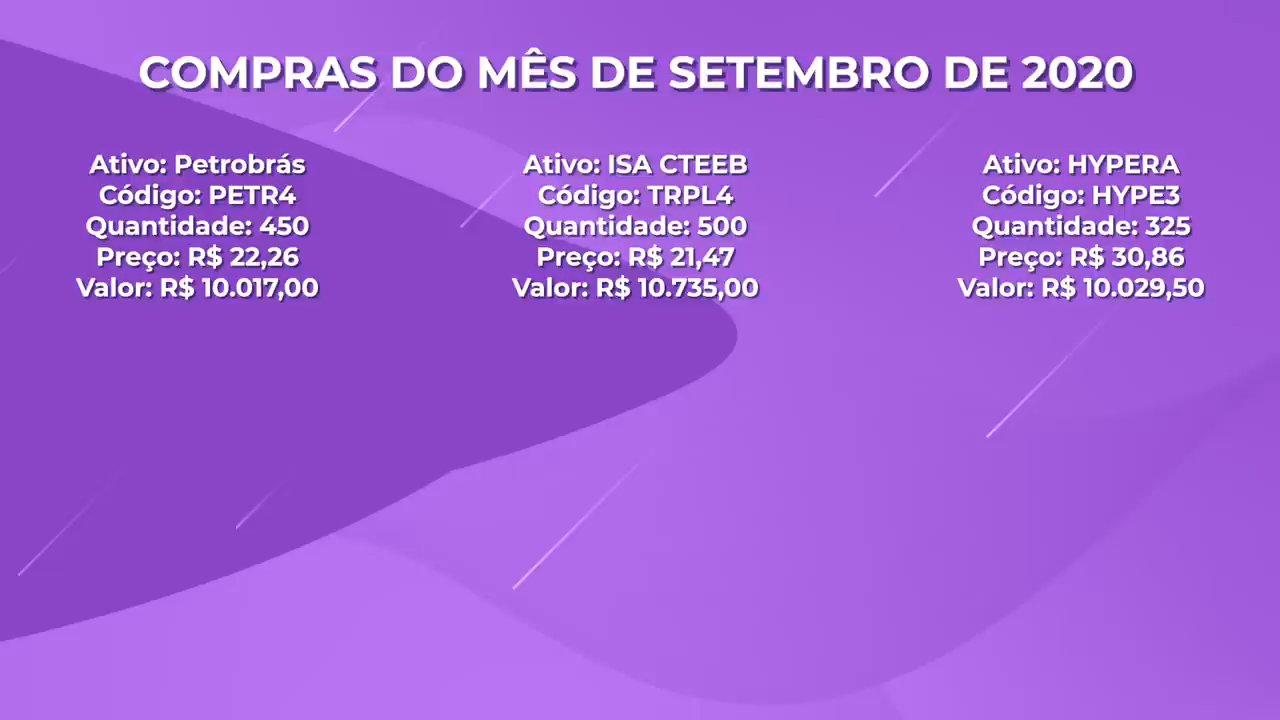 COMPRAS DO MÊS DE SETEMBRO DE 2020
Ativo: Petrobrás
Código: PETR4
Quantidade: 450
Preço: R$ 22,26
Valor: R$ 10.017,00
Ativo: ISA CTEEB
Código: TRPL4
Quantidade: 500
Preço: R$ 21,47
Valor: R$ 10.735,00
Ativo: HYPERA
Código: HYPE3
Quantidade: 325
Preço: R$ 30,86
Valor: R$ 10.029,50